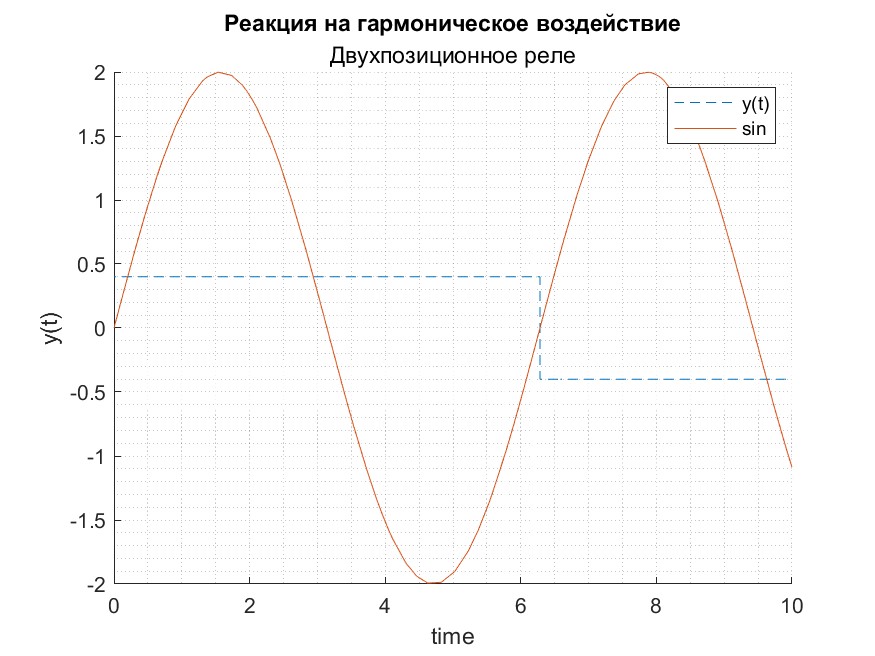 Реакция на гармоническое воздействие
Двухпозиционное реле
y(t)
sin
2
1.5
1
0.5
0
-0.5
-1
-1.5
-2
y(t)
0 2 4 6 8 10
time